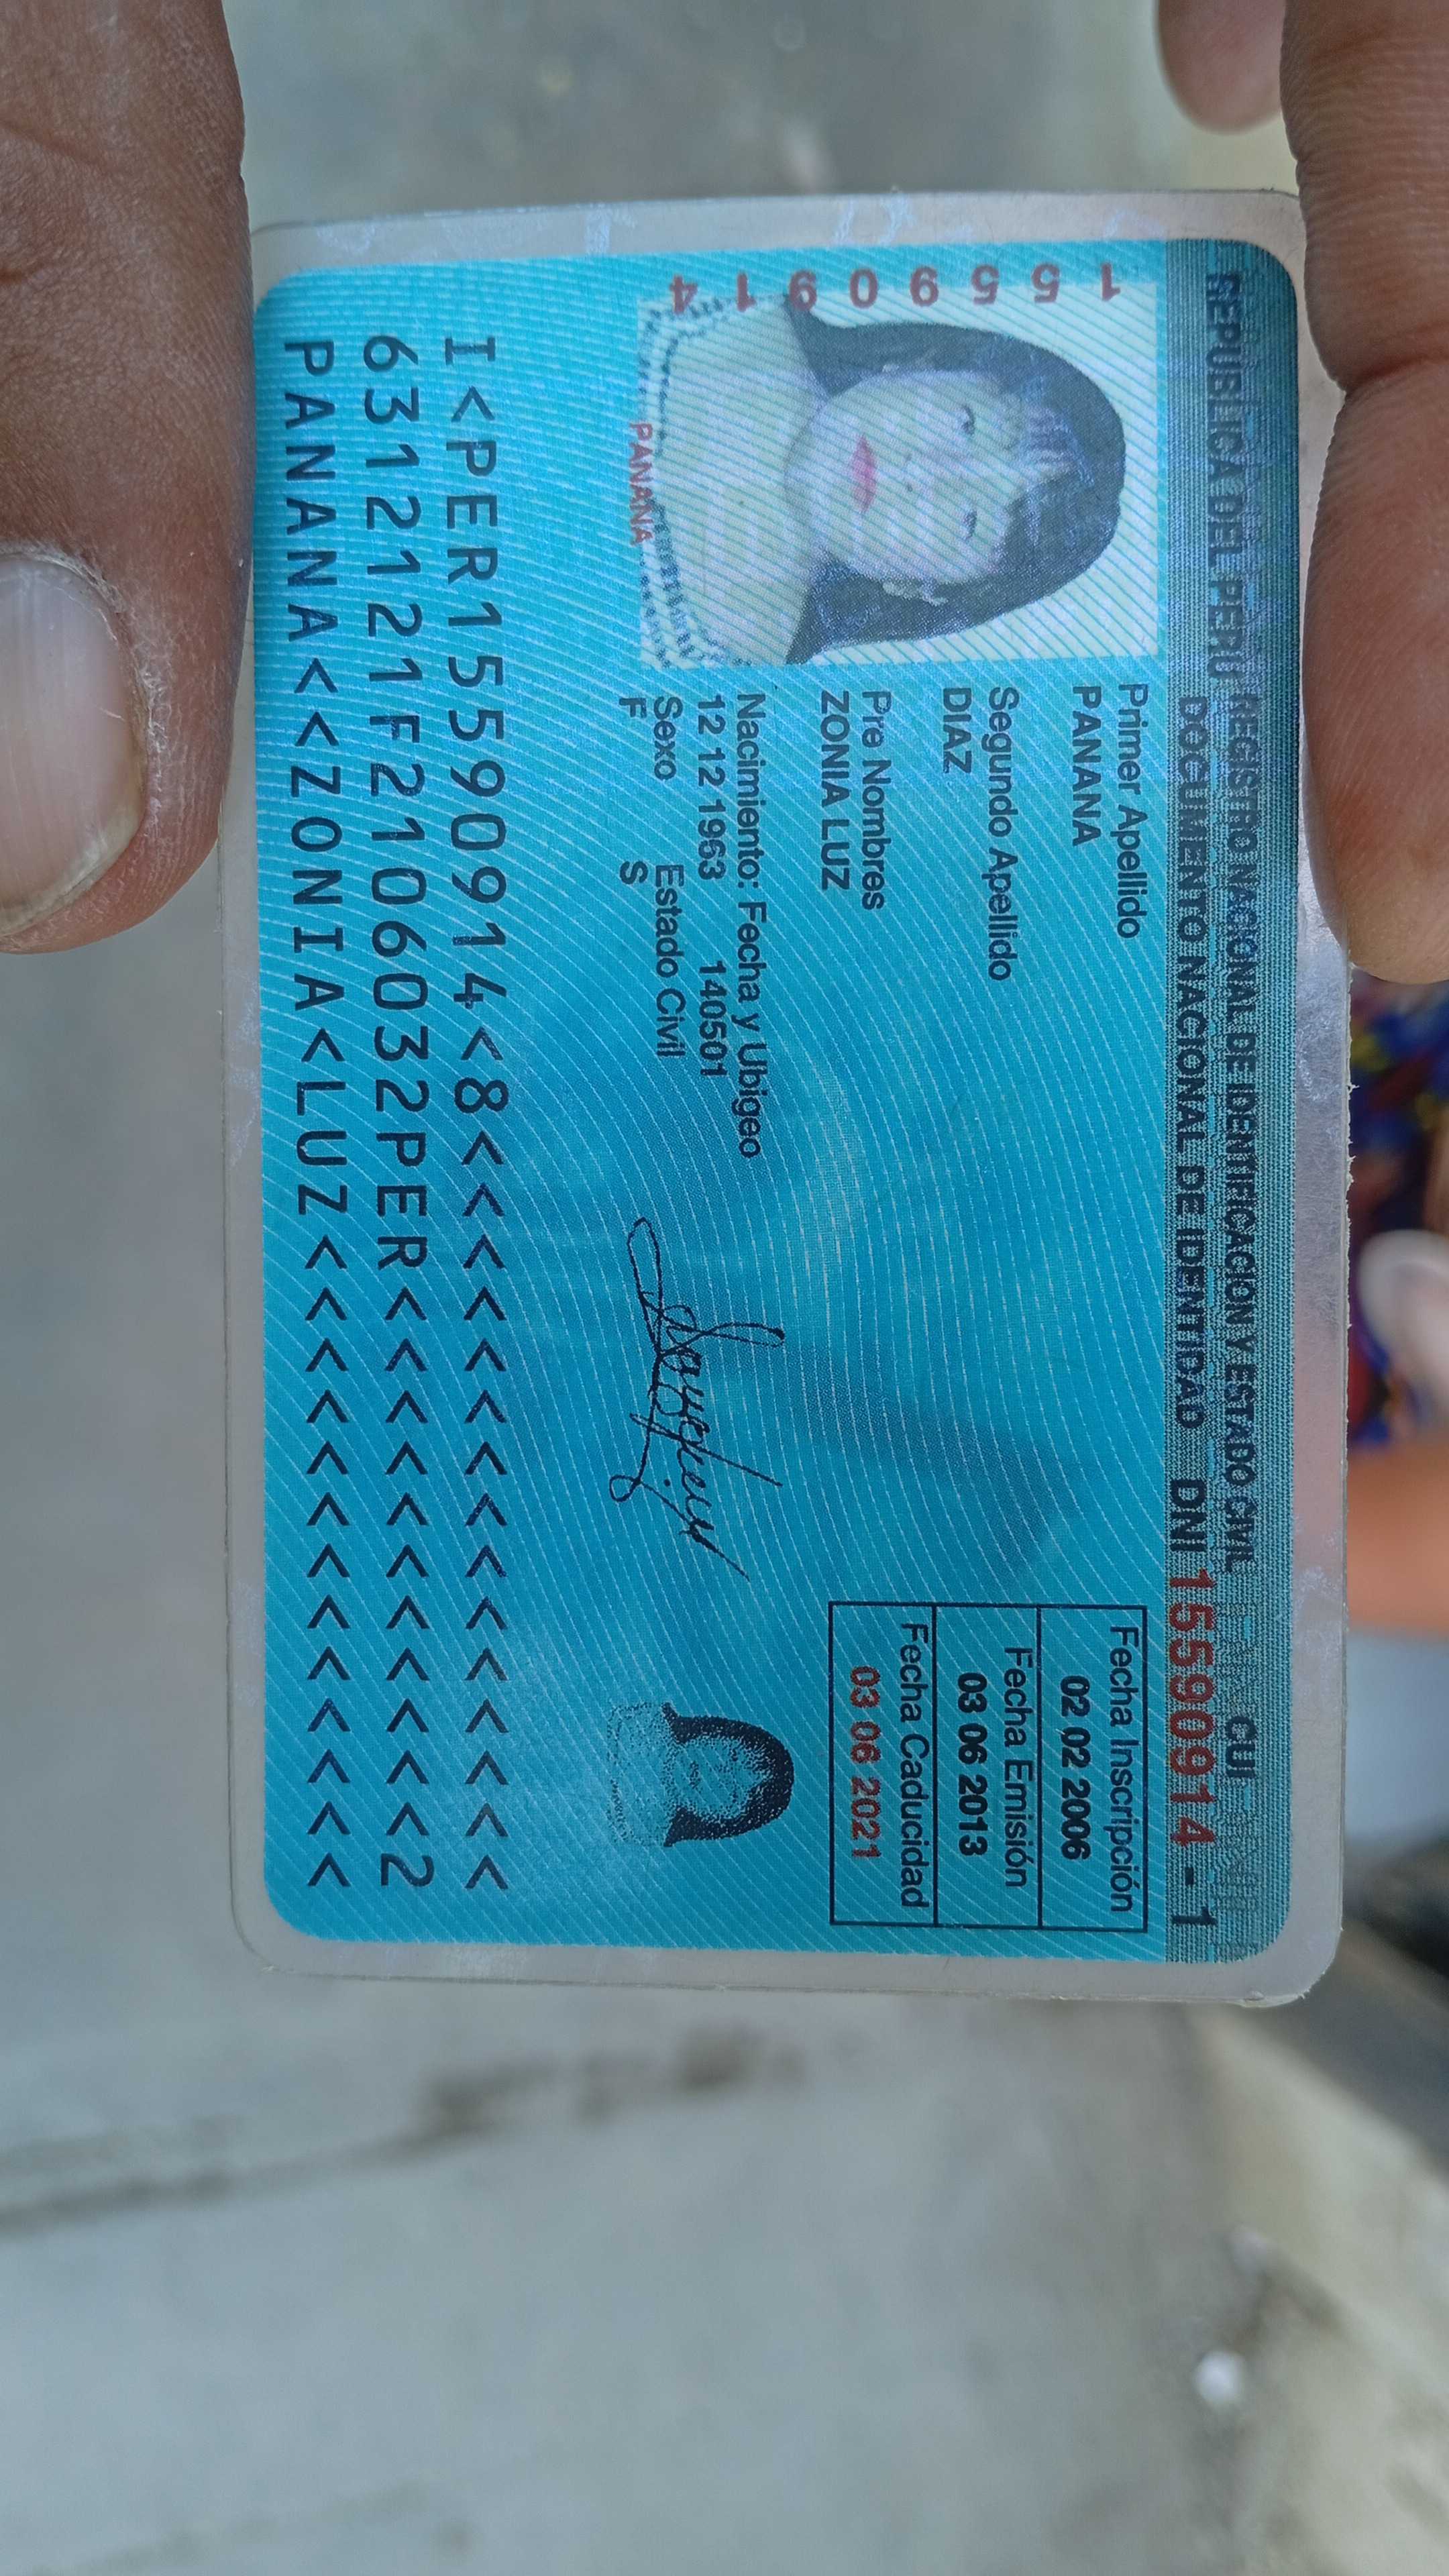 REPUBLICA DEL PERU REGISTRO NACIONAL DE IDENTIFICACION Y ESTADO CIVIL CUI
DOCUMENTO NACIONAL DE IDENTIDAD DNI 15590914 - 1
Primer Apellido
PANANA
Segundo Apellido
DIAZ
Pre Nombres
ZONIA LUZ
Nacimiento: Fecha y Ubigeo
12 12 1963 140501
Sexo Estado Civil
F S
Fecha Inscripción
02 02 2006
Fecha Emisión
03 06 2013
Fecha Caducidad
03 06 2021
15590914
PANANA
I<PER15590914<8<<<<<<<<<<<<<<<
6312121F2106032PER<<<<<<<<<<<2
PANANA<<ZONIA<LUZ<<<<<<<<<<<<<